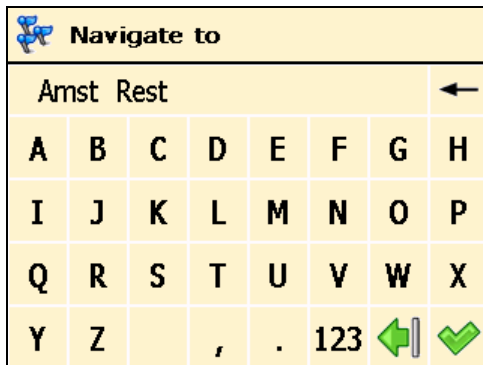 Navigate to
Amst Rest
A B C D E F G H
I J K L M N O P
Q R S T U V W X
Y Z , . 123